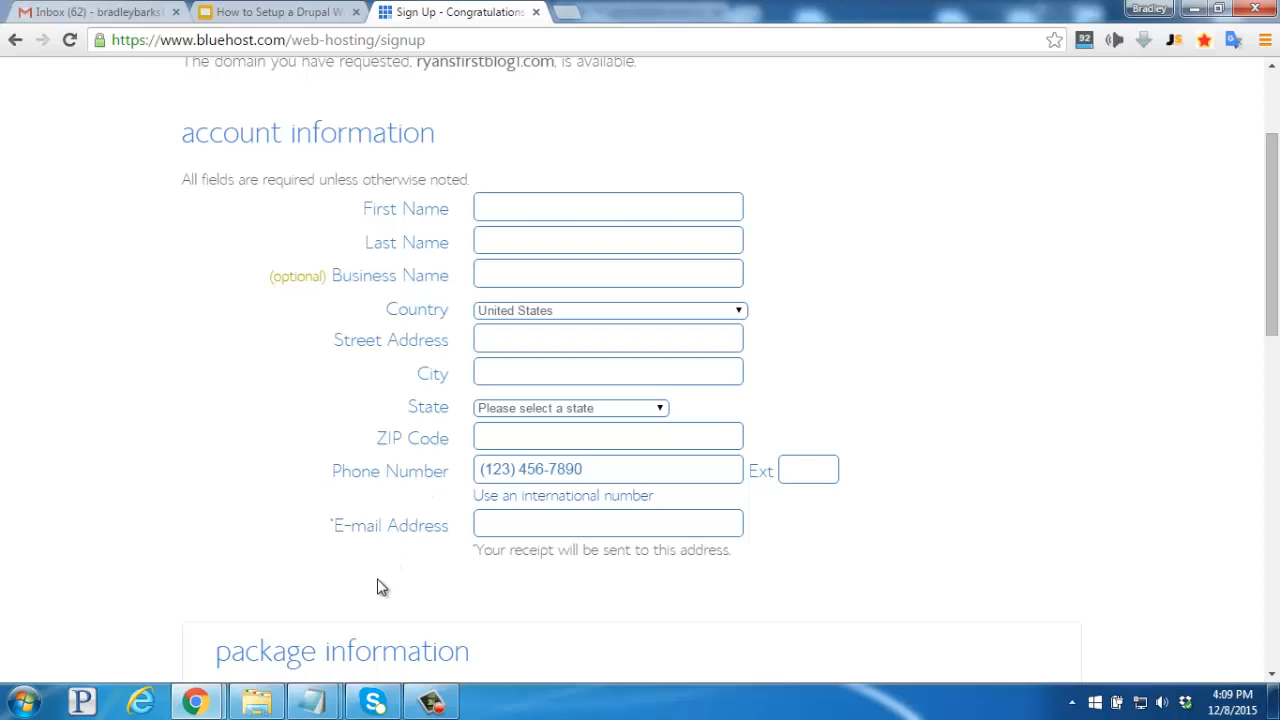 Inbox (62) - bradleybarks
How to Setup a Drupal W
Sign Up - Congratulations
Bradley
https://www.bluehost.com/web-hosting/signup
92
The domain you have requested, ryansfirstblog1.com, is available.
account information
All fields are required unless otherwise noted.
First Name
Last Name
(optional) Business Name
Country United States
Street Address
City
State Please select a state
ZIP Code
Phone Number (123) 456-7890 Ext
Use an international number
*E-mail Address
*Your receipt will be sent to this address.
package information
4:09 PM
12/8/2015